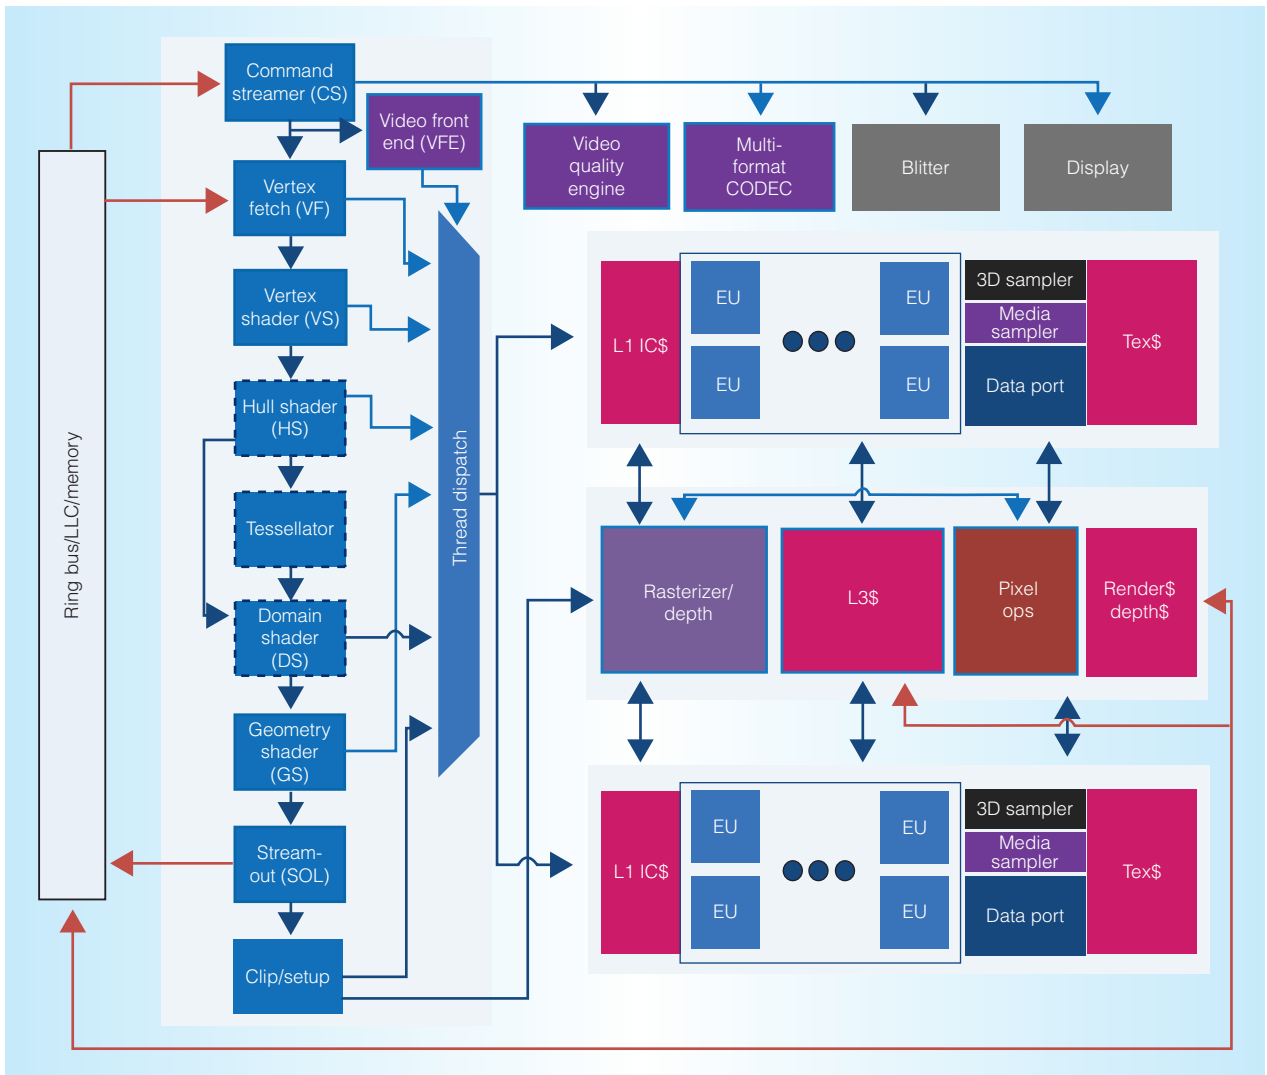 Command
streamer (CS)
Video front
end (VFE)
Video
quality
engine
Multi-
format
CODEC
Blitter
Display
Vertex
fetch (VF)
Vertex
shader (VS)
Hull shader
(HS)
Tessellator
Domain
shader
(DS)
Geometry
shader
(GS)
Stream-
out (SOL)
Clip/setup
Ring bus/LLC/memory
Thread dispatch
L1 IC$
EU
EU
EU
EU
3D sampler
Media
sampler
Data port
Tex$
Rasterizer/
depth
L3$
Pixel
ops
Render$
depth$
L1 IC$
EU
EU
EU
EU
3D sampler
Media
sampler
Data port
Tex$